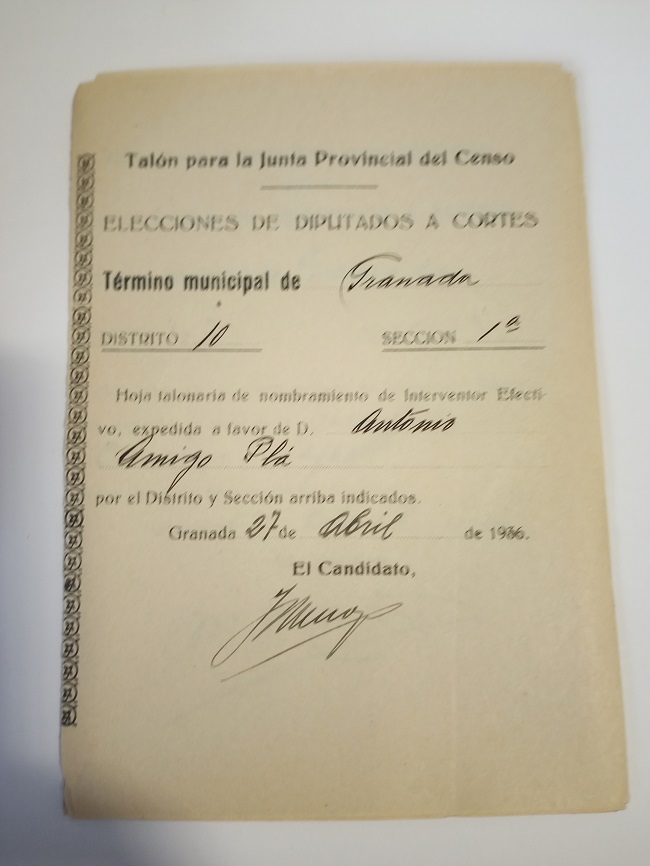 Talón para la Junta Provincial del Censo
ELECCIONES DE DIPUTADOS A CORTES
Término municipal de Granada
DISTRITO 10 SECCION 1ª
Hoja talonaria de nombramiento de Interventor Efecti-
vo, expedida a favor de D. Antonio
Amigo Plá
por el Distrito y Sección arriba indicados.
Granada 27 de Abril de 1936.
El Candidato,